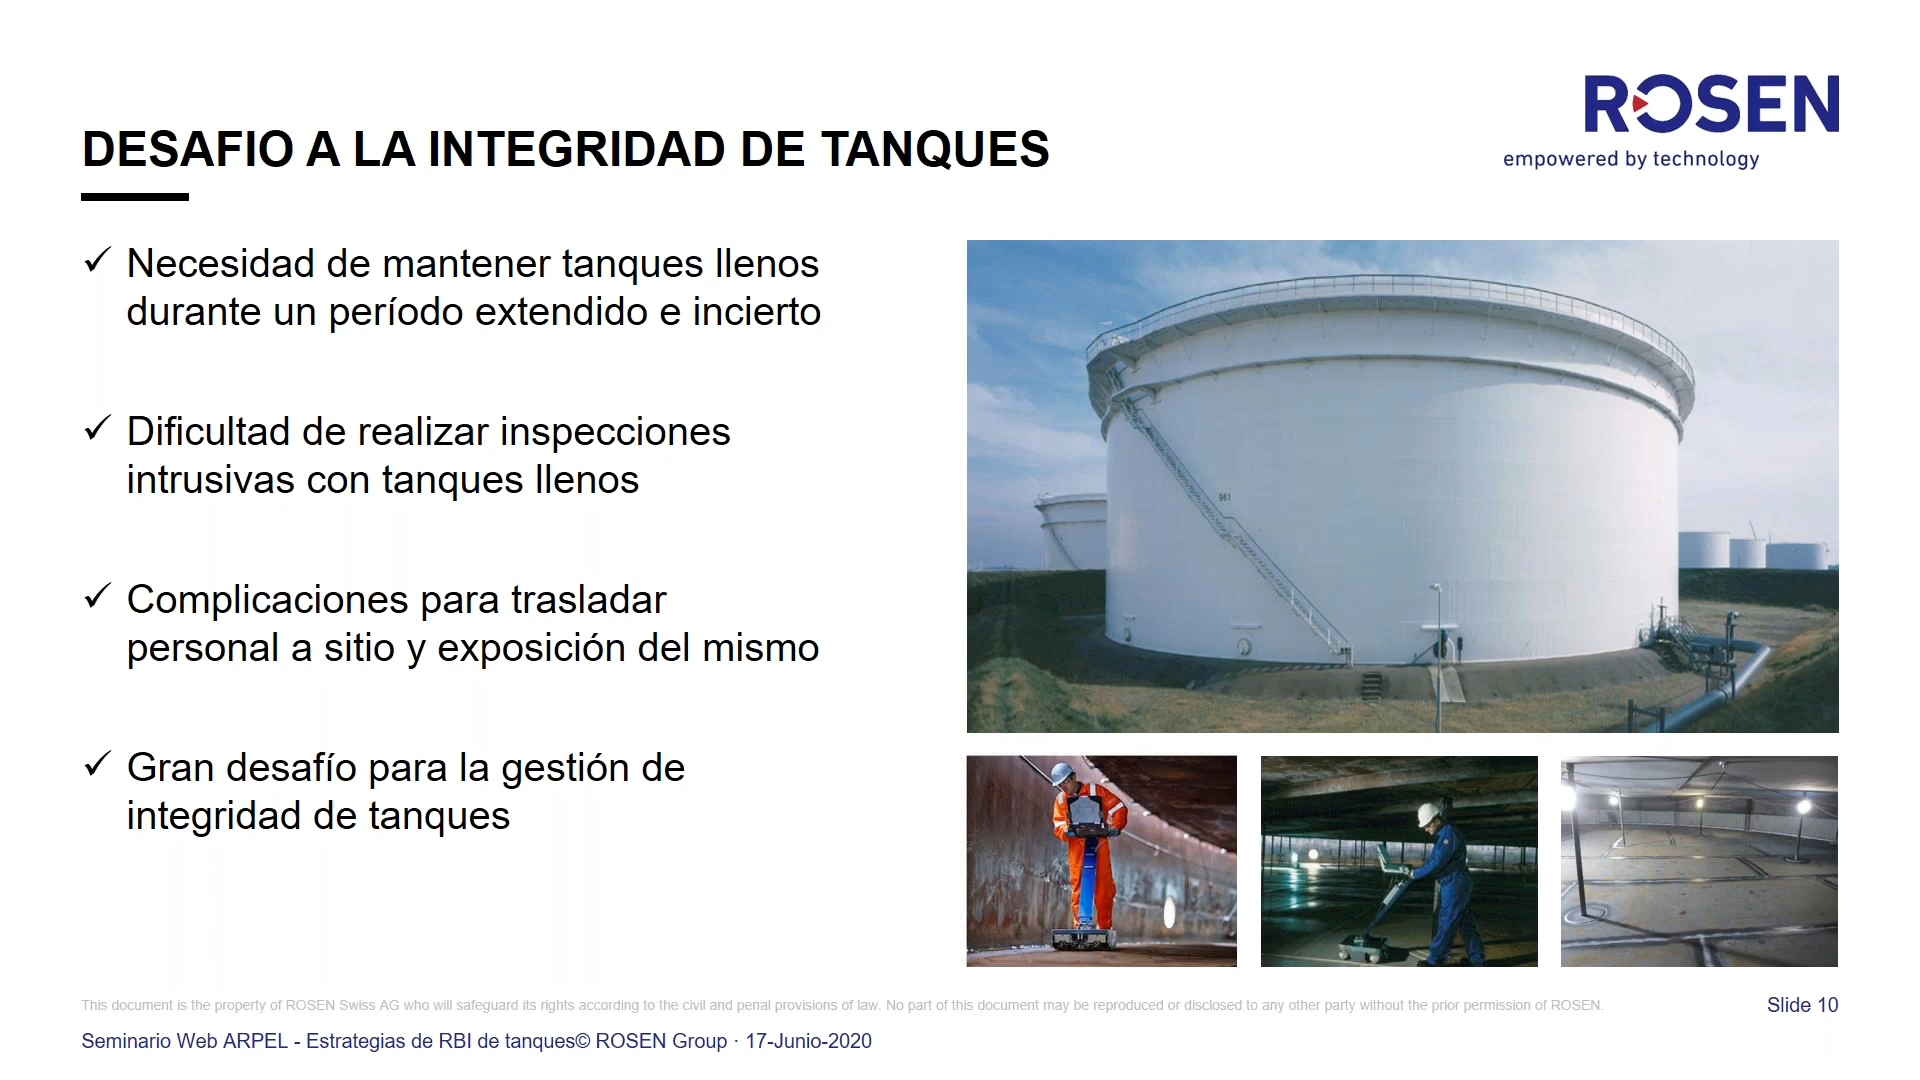 ROSEN
empowered by technology
DESAFIO A LA INTEGRIDAD DE TANQUES
✓ Necesidad de mantener tanques llenos
durante un período extendido e incierto
✓ Dificultad de realizar inspecciones
intrusivas con tanques llenos
✓ Complicaciones para trasladar
personal a sitio y exposición del mismo
✓ Gran desafío para la gestión de
integridad de tanques
961
This document is the property of ROSEN Swiss AG who will safeguard its rights according to the civil and penal provisions of law. No part of this document may be reproduced or disclosed to any other party without the prior permission of ROSEN.
Slide 10
Seminario Web ARPEL - Estrategias de RBI de tanques© ROSEN Group · 17-Junio-2020